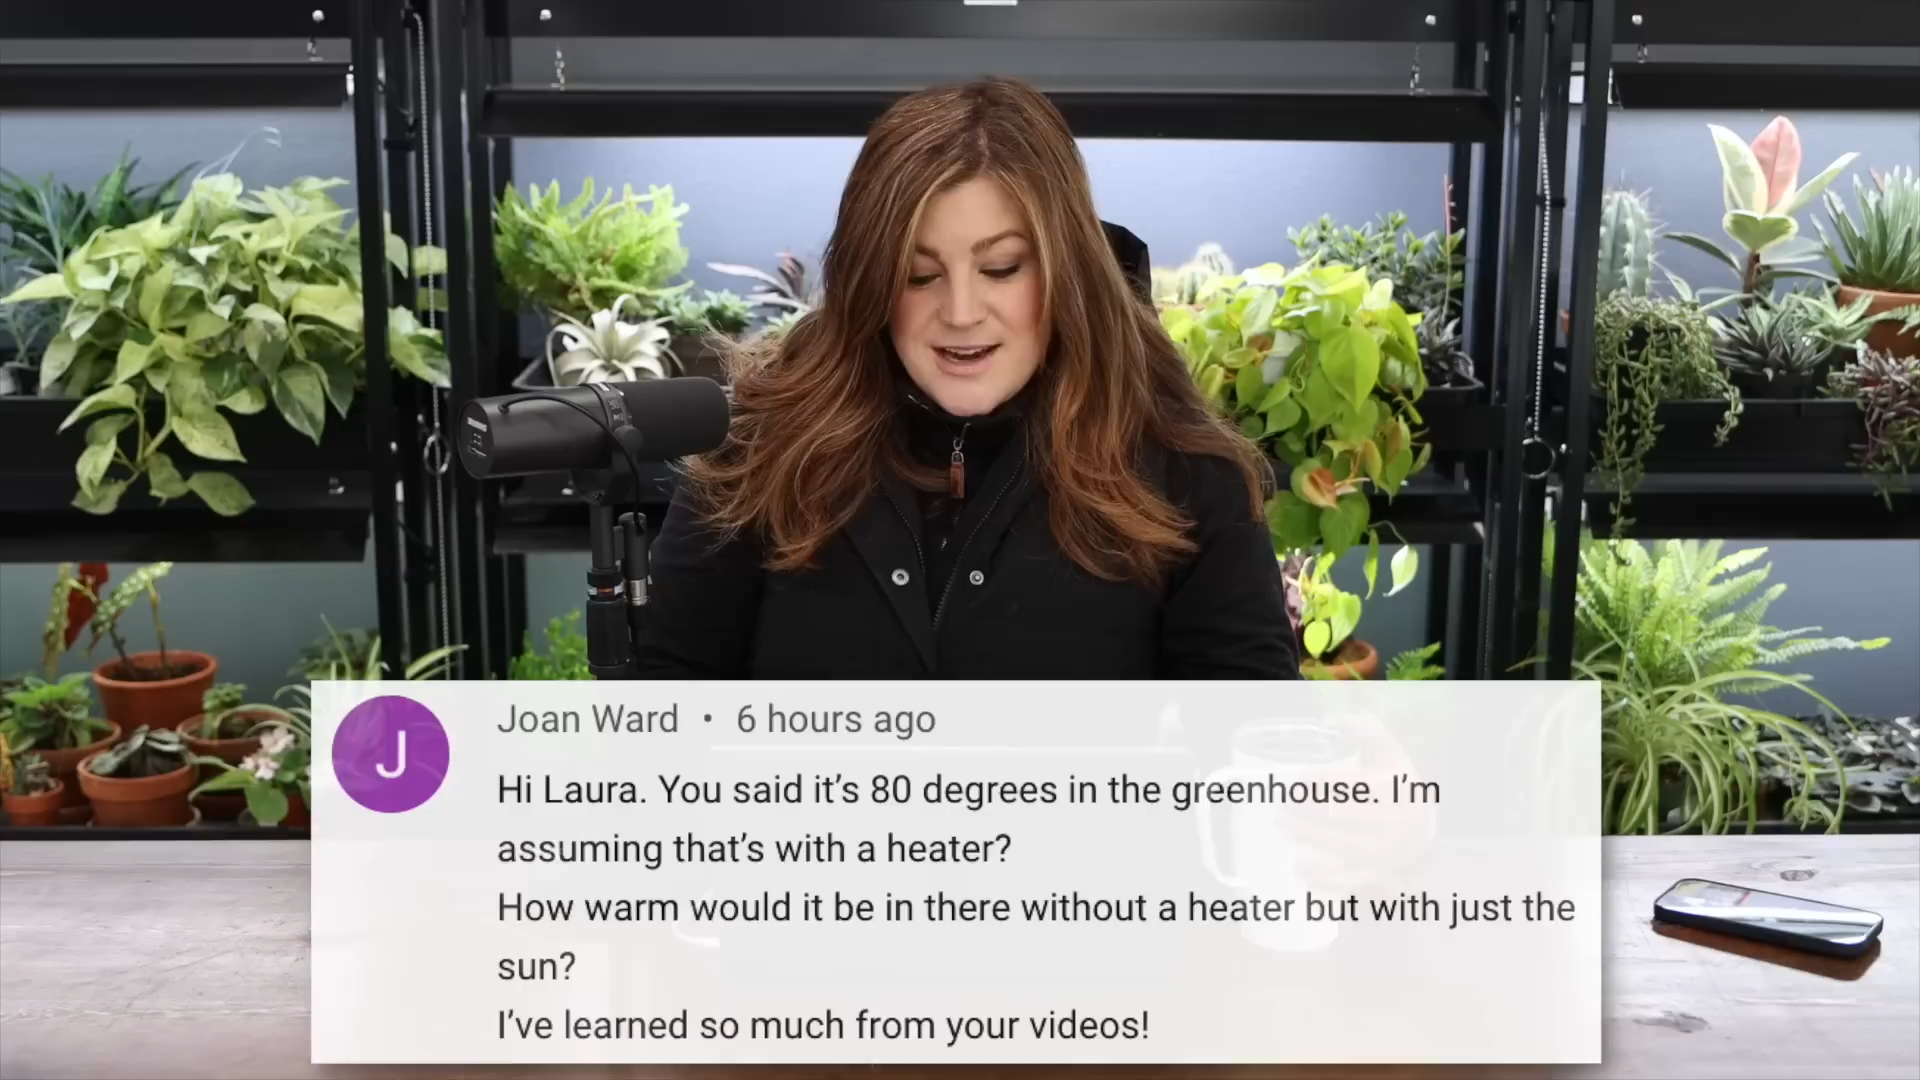 J
Joan Ward • 6 hours ago
Hi Laura. You said it’s 80 degrees in the greenhouse. I’m
assuming that’s with a heater?
How warm would it be in there without a heater but with just the
sun?
I’ve learned so much from your videos!